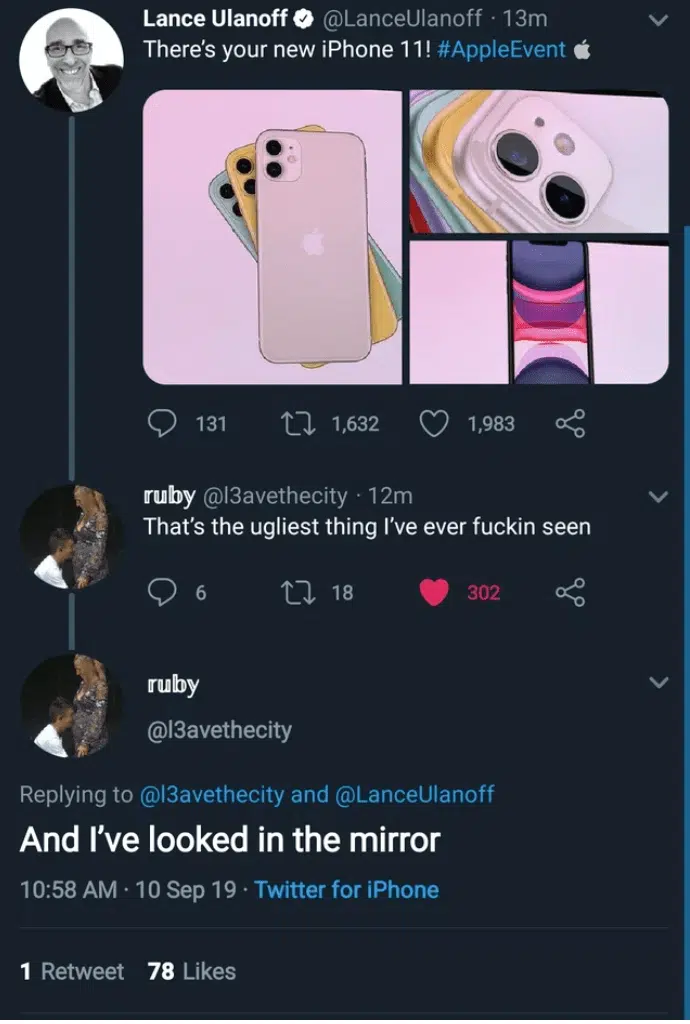 Lance Ulanoff @LanceUlanoff · 13m
There's your new iPhone 11! #AppleEvent
131 1,632 1,983
ruby @l3avethecity · 12m
That's the ugliest thing I've ever fuckin seen
6 18 302
ruby
@l3avethecity
Replying to @l3avethecity and @LanceUlanoff
And I've looked in the mirror
10:58 AM · 10 Sep 19 · Twitter for iPhone
1 Retweet 78 Likes